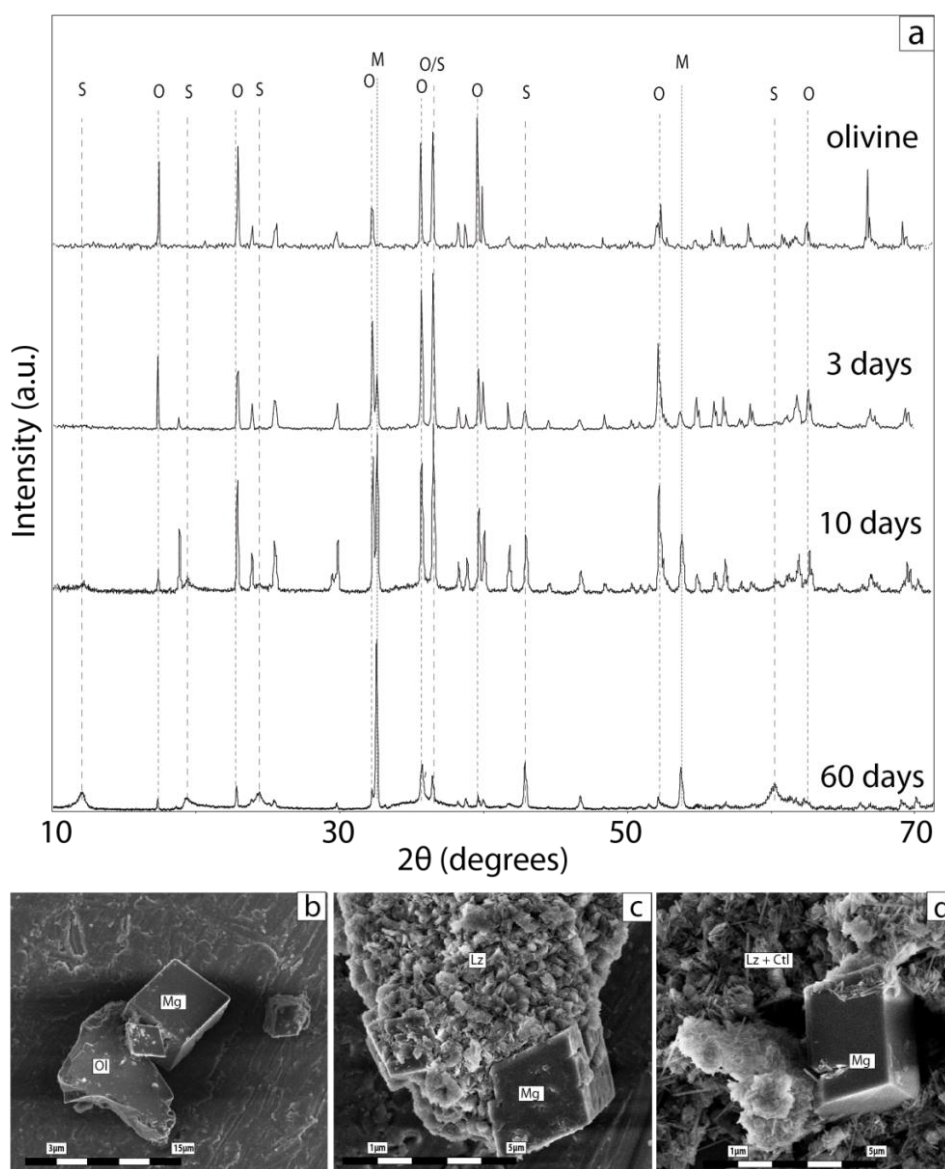 a
M
M
O O/S
S O S O S O O S O S O
olivine
3 days
10 days
60 days
Intensity (a.u.)
10 30 50 70
2θ (degrees)
b
Mg
Ol
3µm 15µm
c
Lz
Mg
1µm 5µm
d
Lz + Ctl
Mg
1µm 5µm